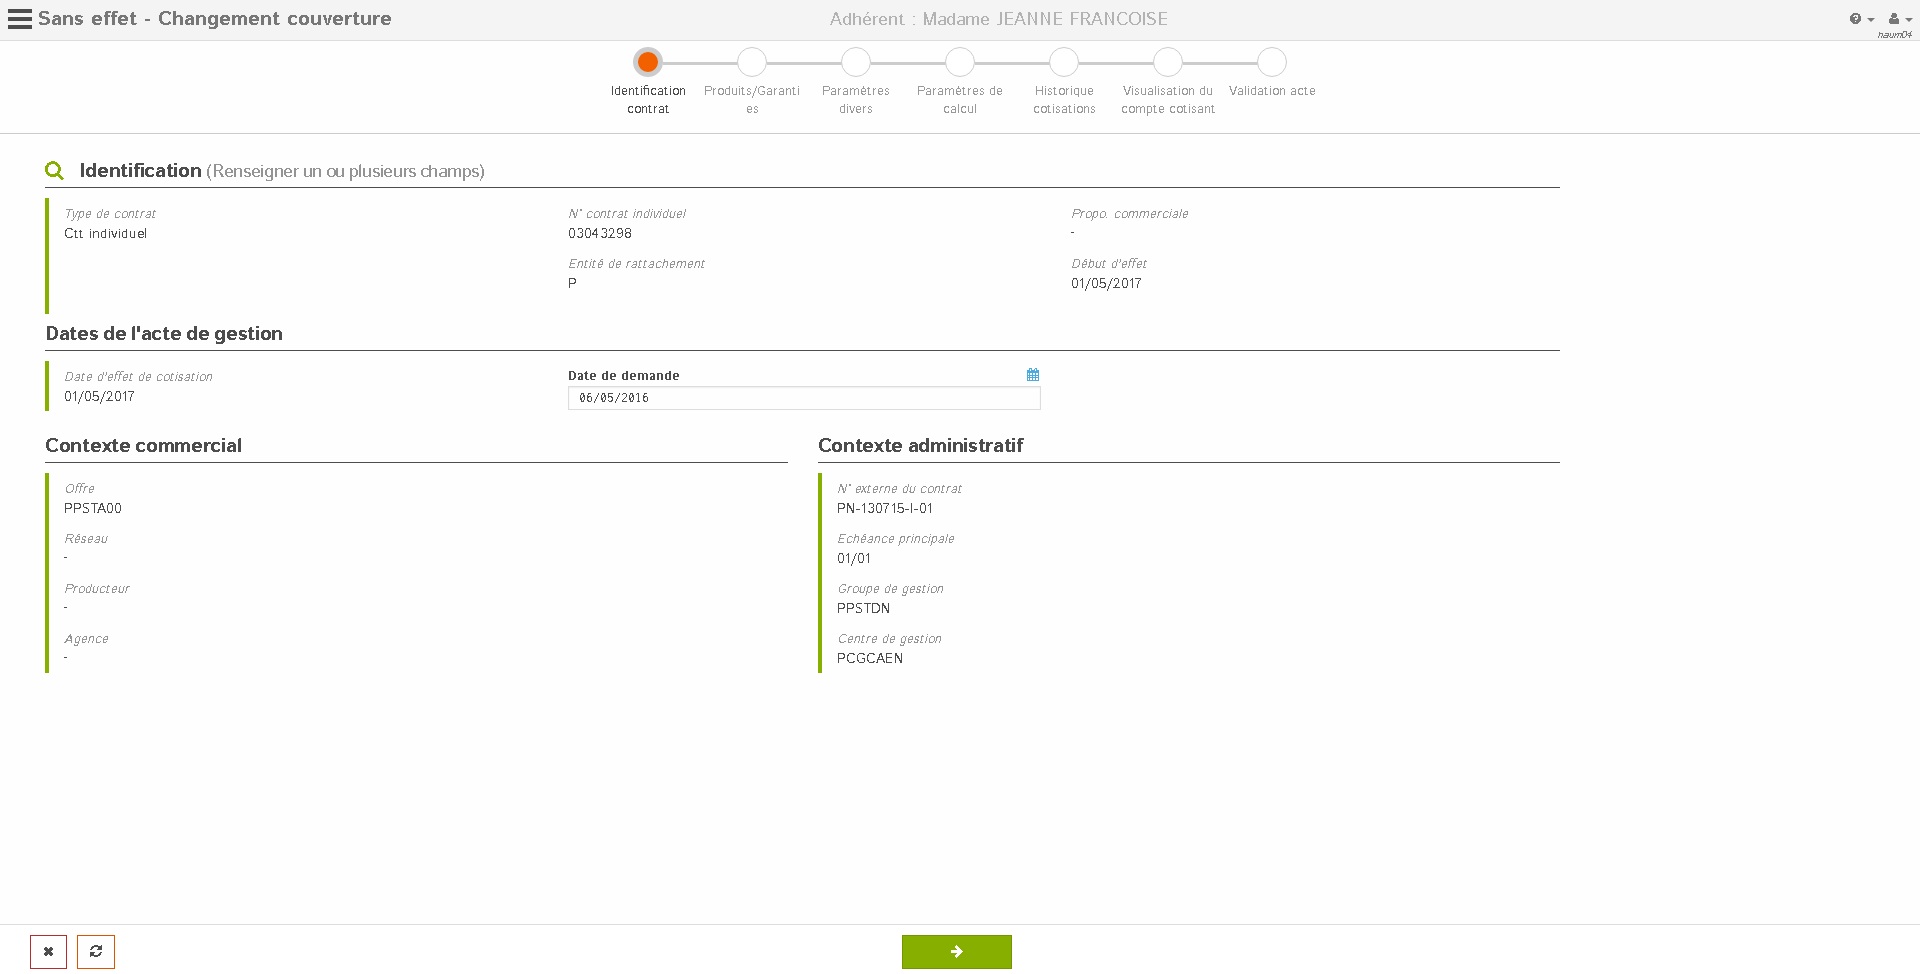 Sans effet - Changement couverture
Adhérent : Madame JEANNE FRANCOISE
naum04
Identification contrat
Produits/Garanti
es
Paramètres divers
Paramètres de calcul
Historique cotisations
Visualisation du compte cotisant
Validation acte
Identification (Renseigner un ou plusieurs champs)
Type de contrat
Ctt individuel
N° contrat individuel
03043298
Propo. commerciale
-
Entité de rattachement
P
Début d'effet
01/05/2017
Dates de l'acte de gestion
Date d'effet de cotisation
01/05/2017
Date de demande
06/05/2016
Contexte commercial
Offre
PPSTA00
Réseau
-
Producteur
-
Agence
-
Contexte administratif
N° externe du contrat
PN-130715-I-01
Echéance principale
01/01
Groupe de gestion
PPSTDN
Centre de gestion
PCGCAEN